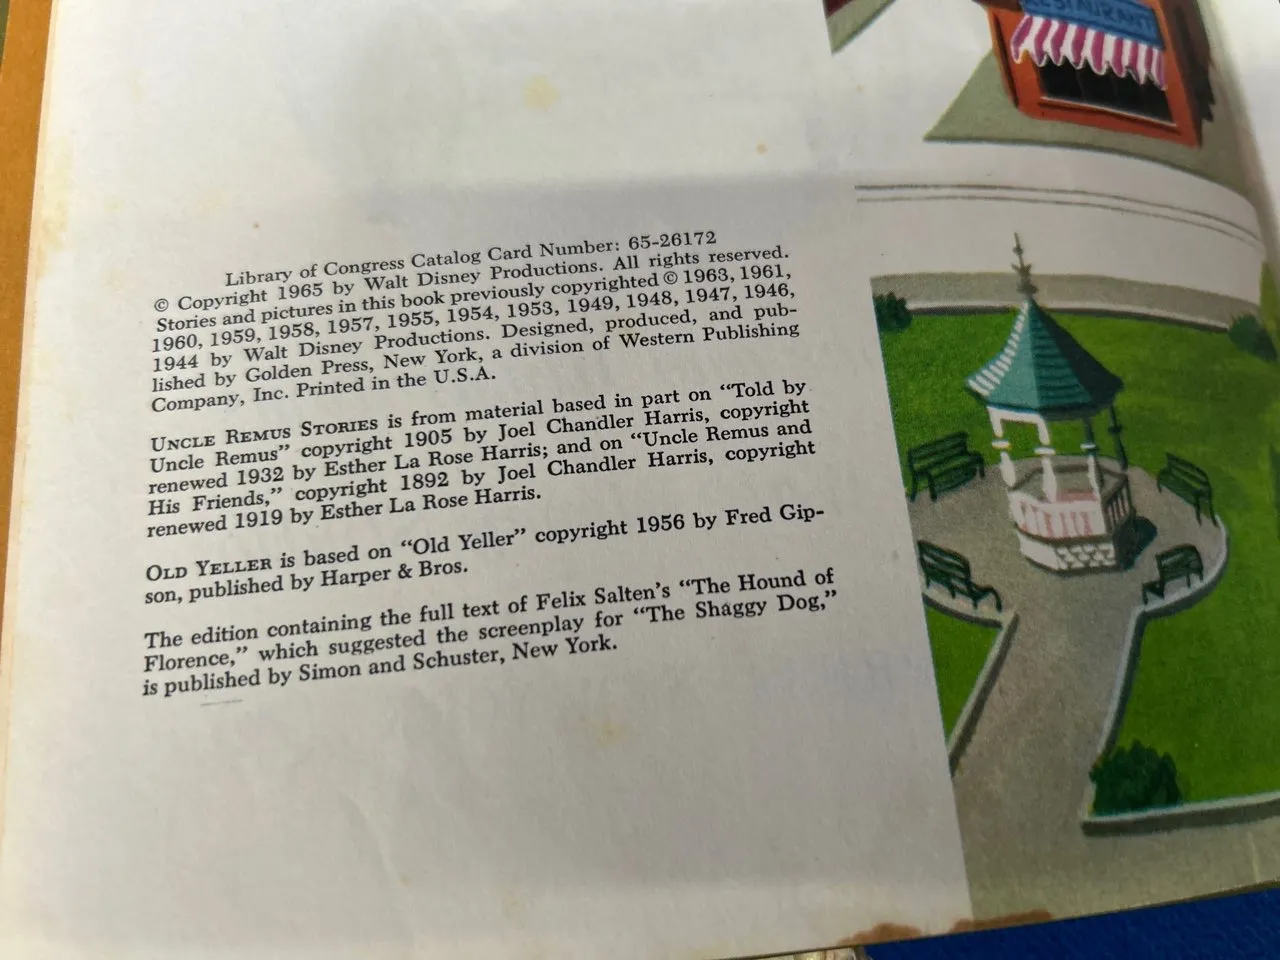 RESTAURANT
Library of Congress Catalog Card Number: 65-26172
© Copyright 1965 by Walt Disney Productions. All rights reserved.
Stories and pictures in this book previously copyrighted © 1963, 1961,
1960, 1959, 1958, 1957, 1955, 1954, 1953, 1949, 1948, 1947, 1946,
1944 by Walt Disney Productions. Designed, produced, and pub-
lished by Golden Press, New York, a division of Western Publishing
Company, Inc. Printed in the U.S.A.
UNCLE REMUS STORIES is from material based in part on “Told by
Uncle Remus” copyright 1905 by Joel Chandler Harris, copyright
renewed 1932 by Esther La Rose Harris; and on “Uncle Remus and
His Friends,” copyright 1892 by Joel Chandler Harris, copyright
renewed 1919 by Esther La Rose Harris.
OLD YELLER is based on “Old Yeller” copyright 1956 by Fred Gip-
son, published by Harper & Bros.
The edition containing the full text of Felix Salten’s “The Hound of
Florence,” which suggested the screenplay for “The Shaggy Dog,”
is published by Simon and Schuster, New York.